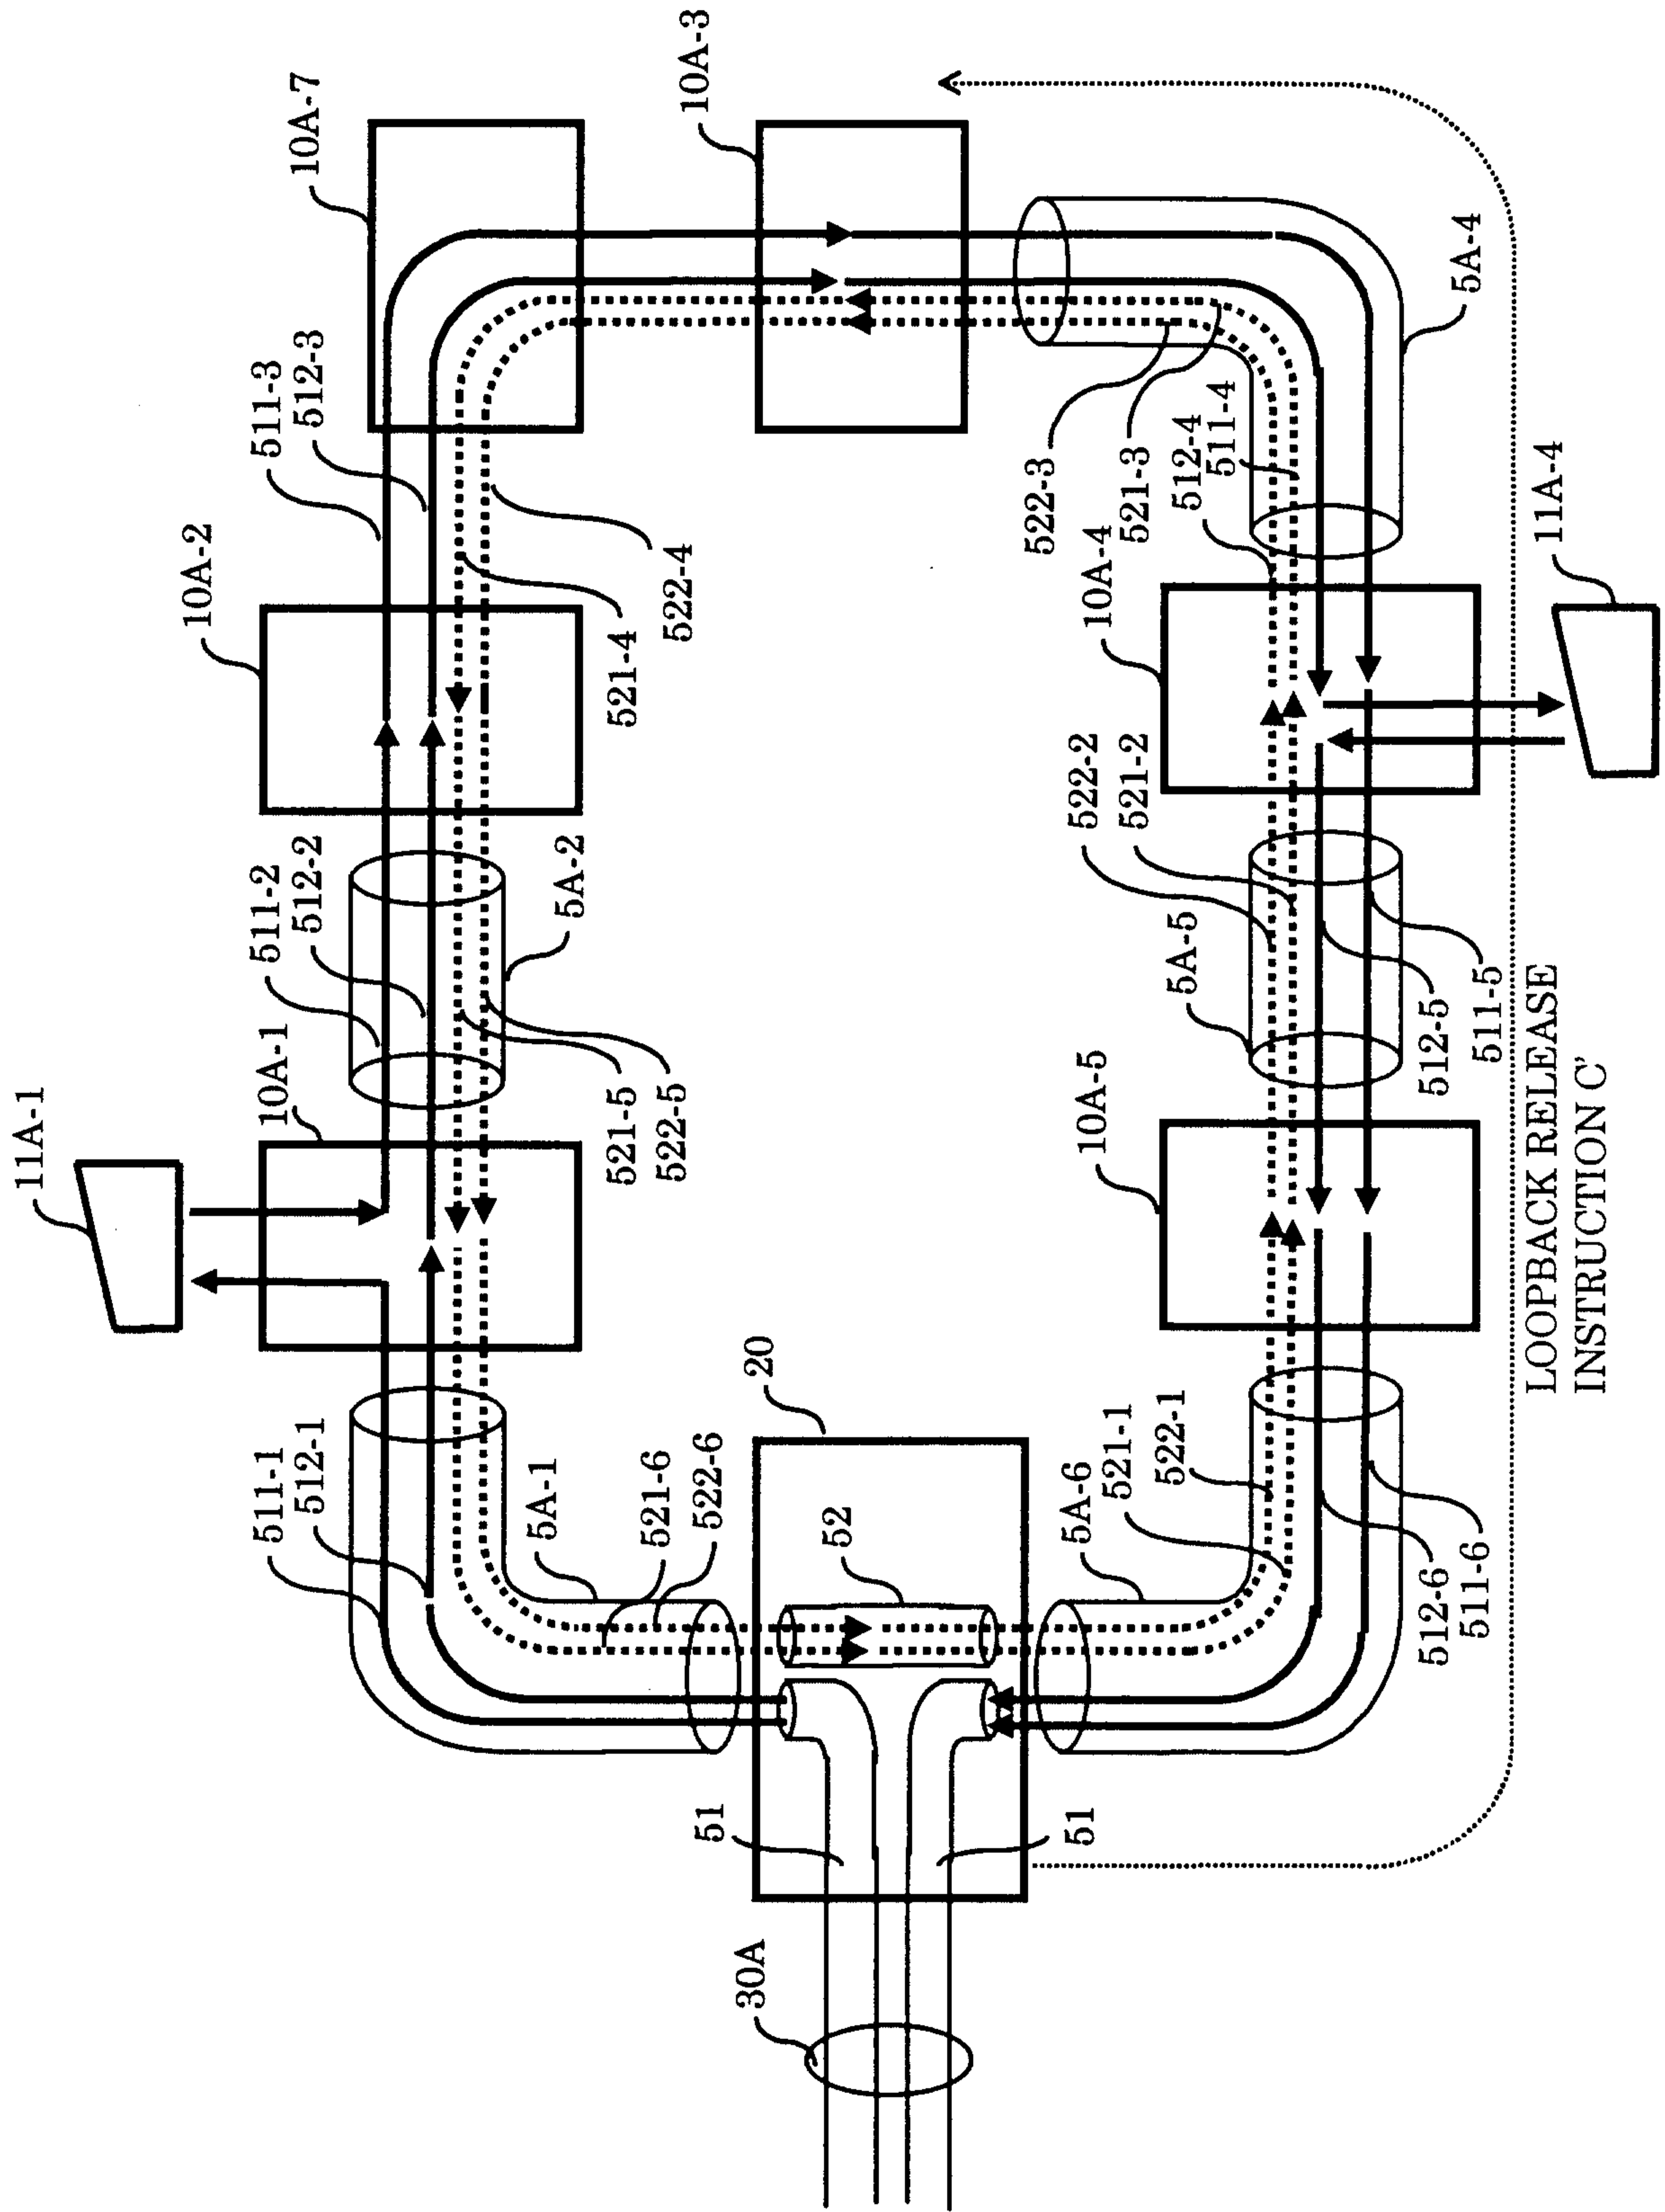 11A-1
10A-1
511-2
512-2
5A-2
10A-2
511-3
512-3
10A-7
10A-3
521-4
522-4
521-5
522-5
511-1
512-1
5A-1
521-6
522-6
20
52
51
51
30A
5A-6
521-1
522-1
10A-5
512-6
511-6
5A-5
522-2
521-2
512-5
511-5
10A-4
522-3
521-3
512-4
511-4
5A-4
11A-4
LOOPBACK RELEASE
INSTRUCTION C'